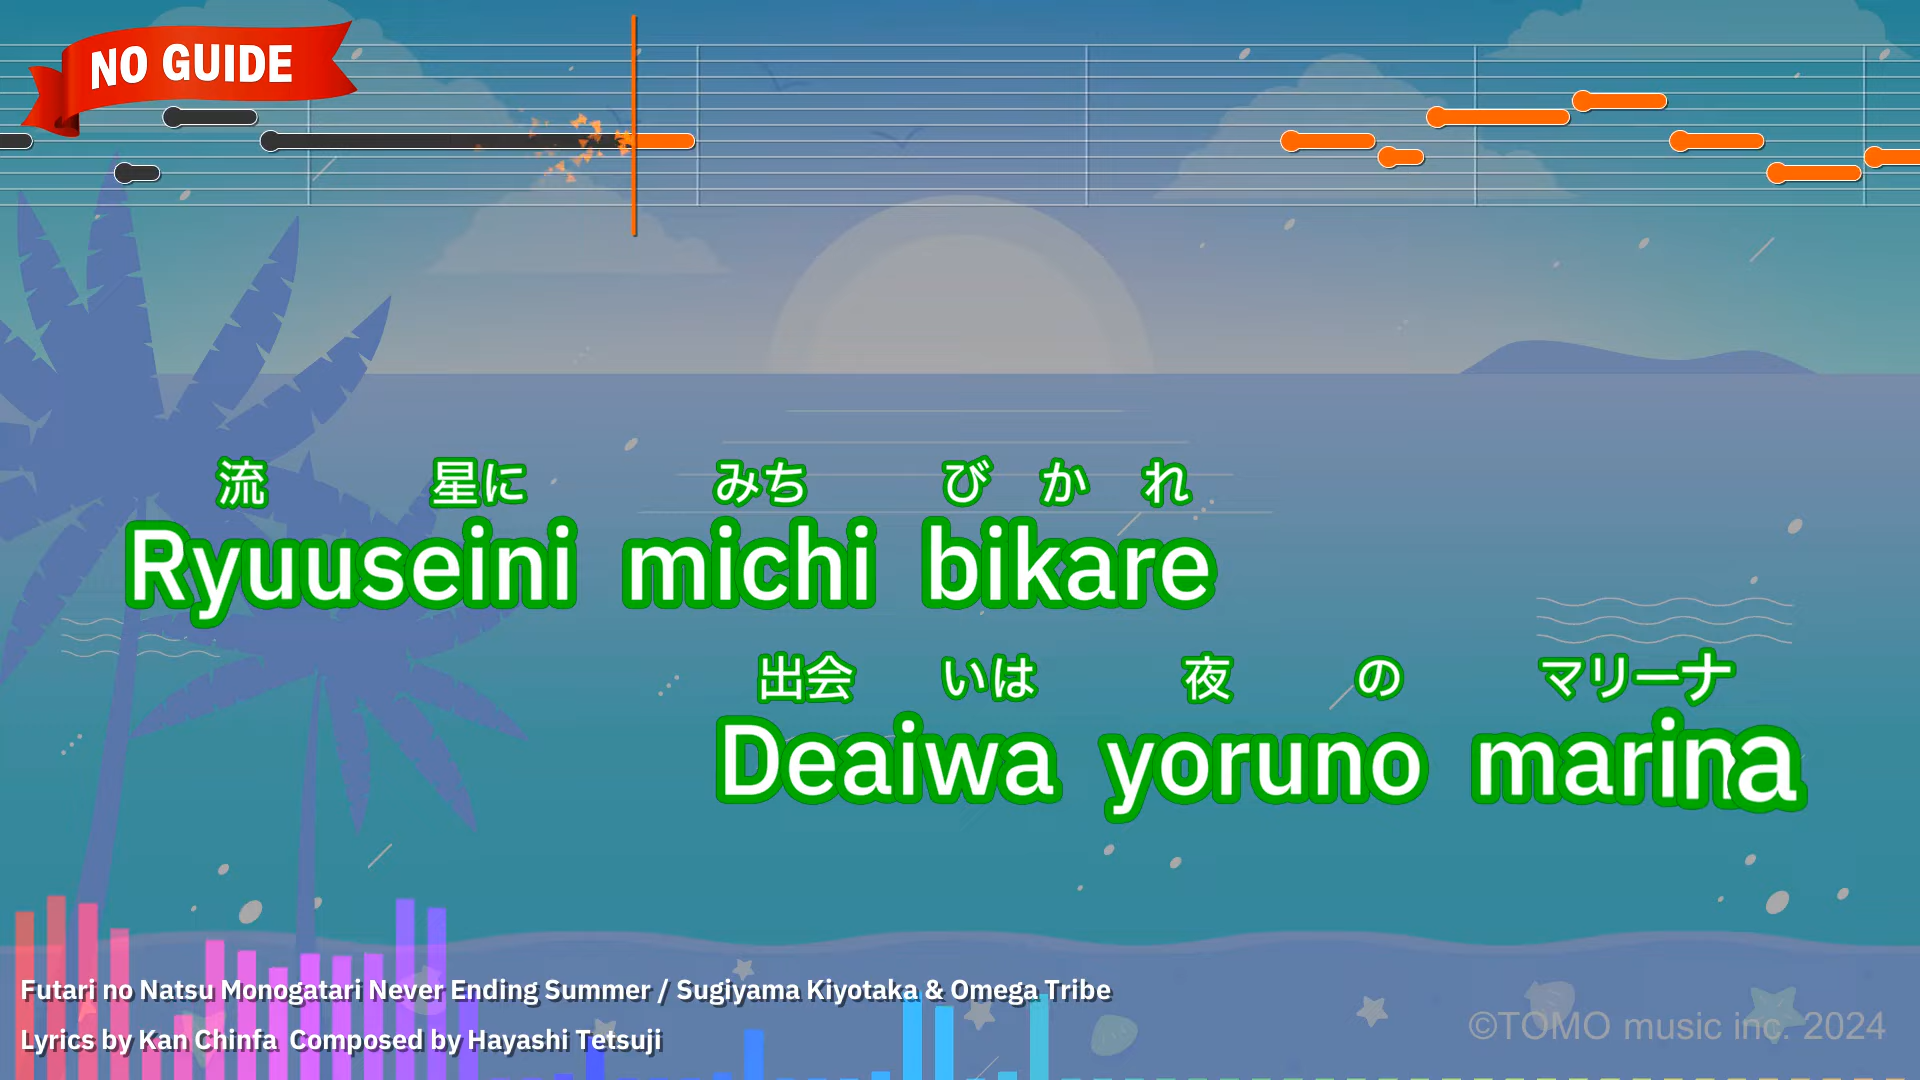 NO GUIDE
流 星に みち び か れ
Ryuuseini michi bikare
出会 いは 夜 の マリーナ
Deaiwa yoruno marina
Futari no Natsu Monogatari Never Ending Summer / Sugiyama Kiyotaka & Omega Tribe
Lyrics by Kan Chinfa Composed by Hayashi Tetsuji
©TOMO music inc. 2024